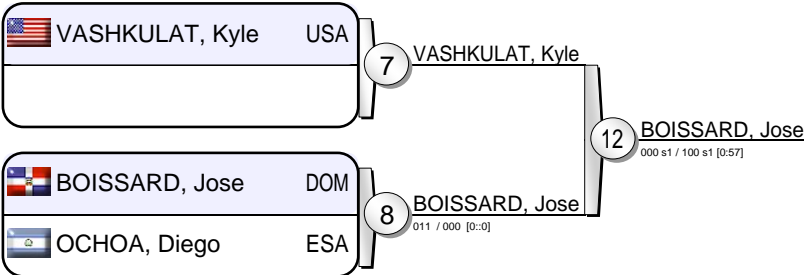 VASHKULAT, Kyle USA
7
VASHKULAT, Kyle
12
BOISSARD, Jose
000 s1 / 100 s1 [0:57]
BOISSARD, Jose DOM
8
BOISSARD, Jose
011 / 000 [0::0]
OCHOA, Diego ESA